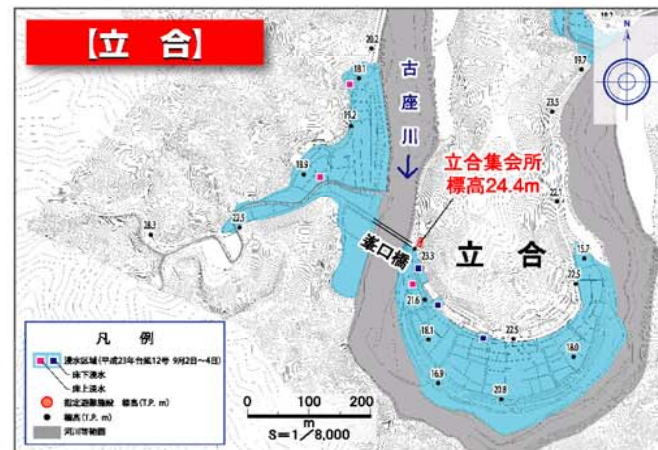 【立 合】
N
20.2
18.1
19.2
18.9
22.5
28.3
古座川
立合集会所
標高24.4m
峯口橋
立 合
19.7
23.5
22.1
15.7
22.5
23.3
21.6
18.1
22.5
18.0
16.9
20.8
凡 例
浸水区域(平成23年台風12号 9月2日～4日)
床下浸水
床上浸水
指定避難施設 標高(T.P. m)
標高(T.P. m)
河川等範囲
200 100 0 200
m
S=1/8,000